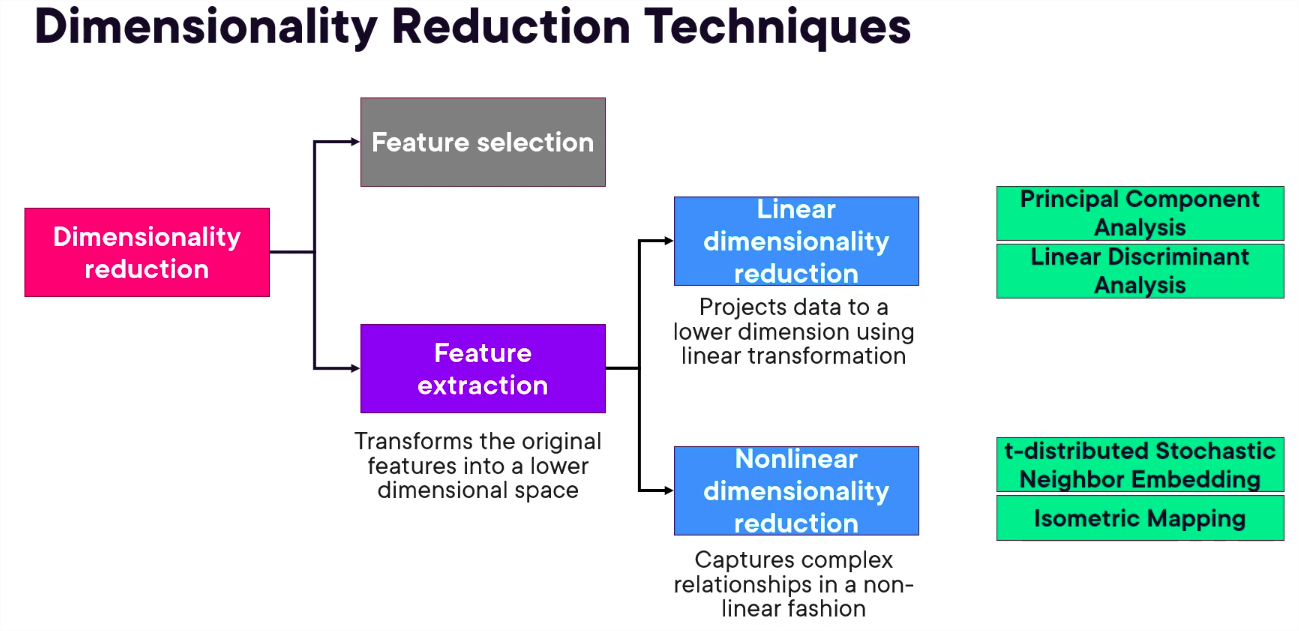 Dimensionality Reduction Techniques
Feature selection
Dimensionality
reduction
Feature
extraction
Transforms the original
features into a lower
dimensional space
Linear
dimensionality
reduction
Projects data to a
lower dimension using
linear transformation
Principal Component
Analysis
Linear Discriminant
Analysis
Nonlinear
dimensionality
reduction
Captures complex
relationships in a non-
linear fashion
t-distributed Stochastic
Neighbor Embedding
Isometric Mapping